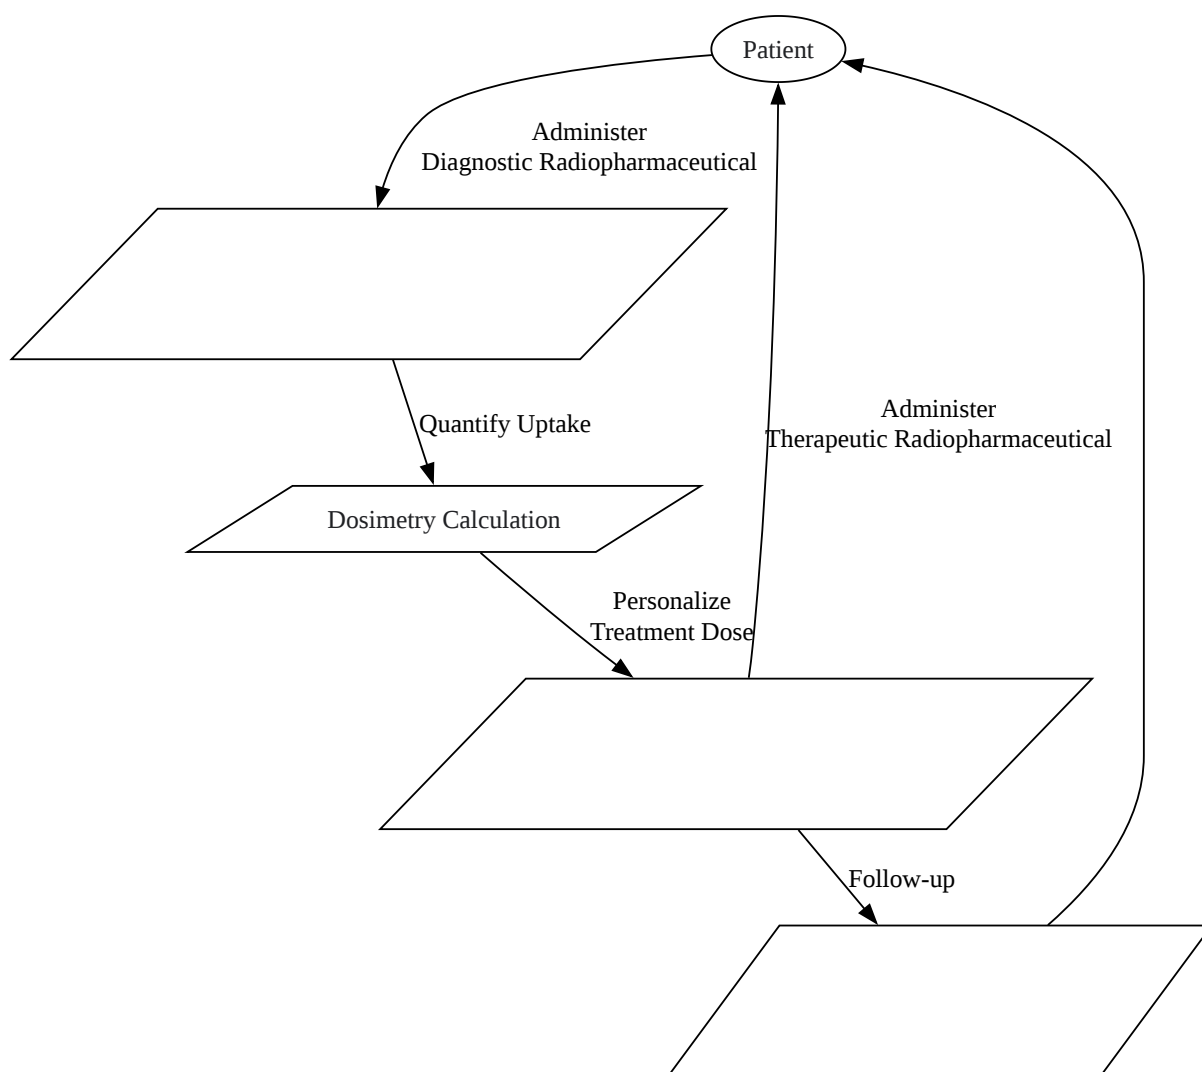 Patient
Administer
Diagnostic Radiopharmaceutical
Quantify Uptake
Administer
Therapeutic Radiopharmaceutical
Dosimetry Calculation
Personalize
Treatment Dose
Follow-up